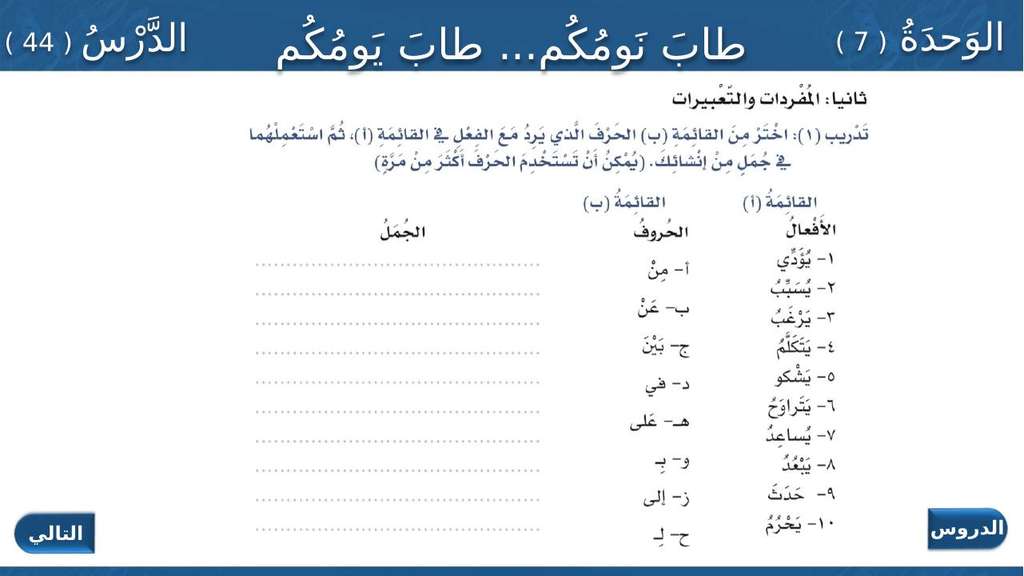 الوَحدَةُ ( 7 )
طابَ نَومُكُم... طابَ يَومُكُم
الدَّرْسُ ( 44 )
ثانيا: المُفْردات والتّعْبيرات
تَدْريب (١): اخْتَرْ مِنَ القائِمَةِ (ب) الحَرْفَ الَّذي يَرِدُ مَعَ الفِعْلِ في القائِمَةِ (أ)، ثُمَّ اسْتَعْمِلْهُما
في جُمَلٍ مِنْ إنْشائِكَ. (يُمْكِنُ أَنْ تَسْتَخْدِمَ الحَرْفَ أَكْثَرَ مِنْ مَرَّةٍ)
القائِمَةُ (أ)
الأَفْعالُ
١- يُؤَدِّي
٢- يُسَبِّبُ
٣- يَرْغَبُ
٤- يَتَكَلَّمُ
٥- يَشْكو
٦- يَتَراوَحُ
٧- يُساعِدُ
٨- يَبْعُدُ
٩- حَدَثَ
١٠- يَحْرُمُ
القائِمَةُ (ب)
الحُروفُ
أ- مِنْ
ب- عَنْ
ج- بَيْنَ
د- في
هـ- عَلى
و- بِـ
ز- إلى
ح- لِـ
الجُمَلُ
الدروس
التالي